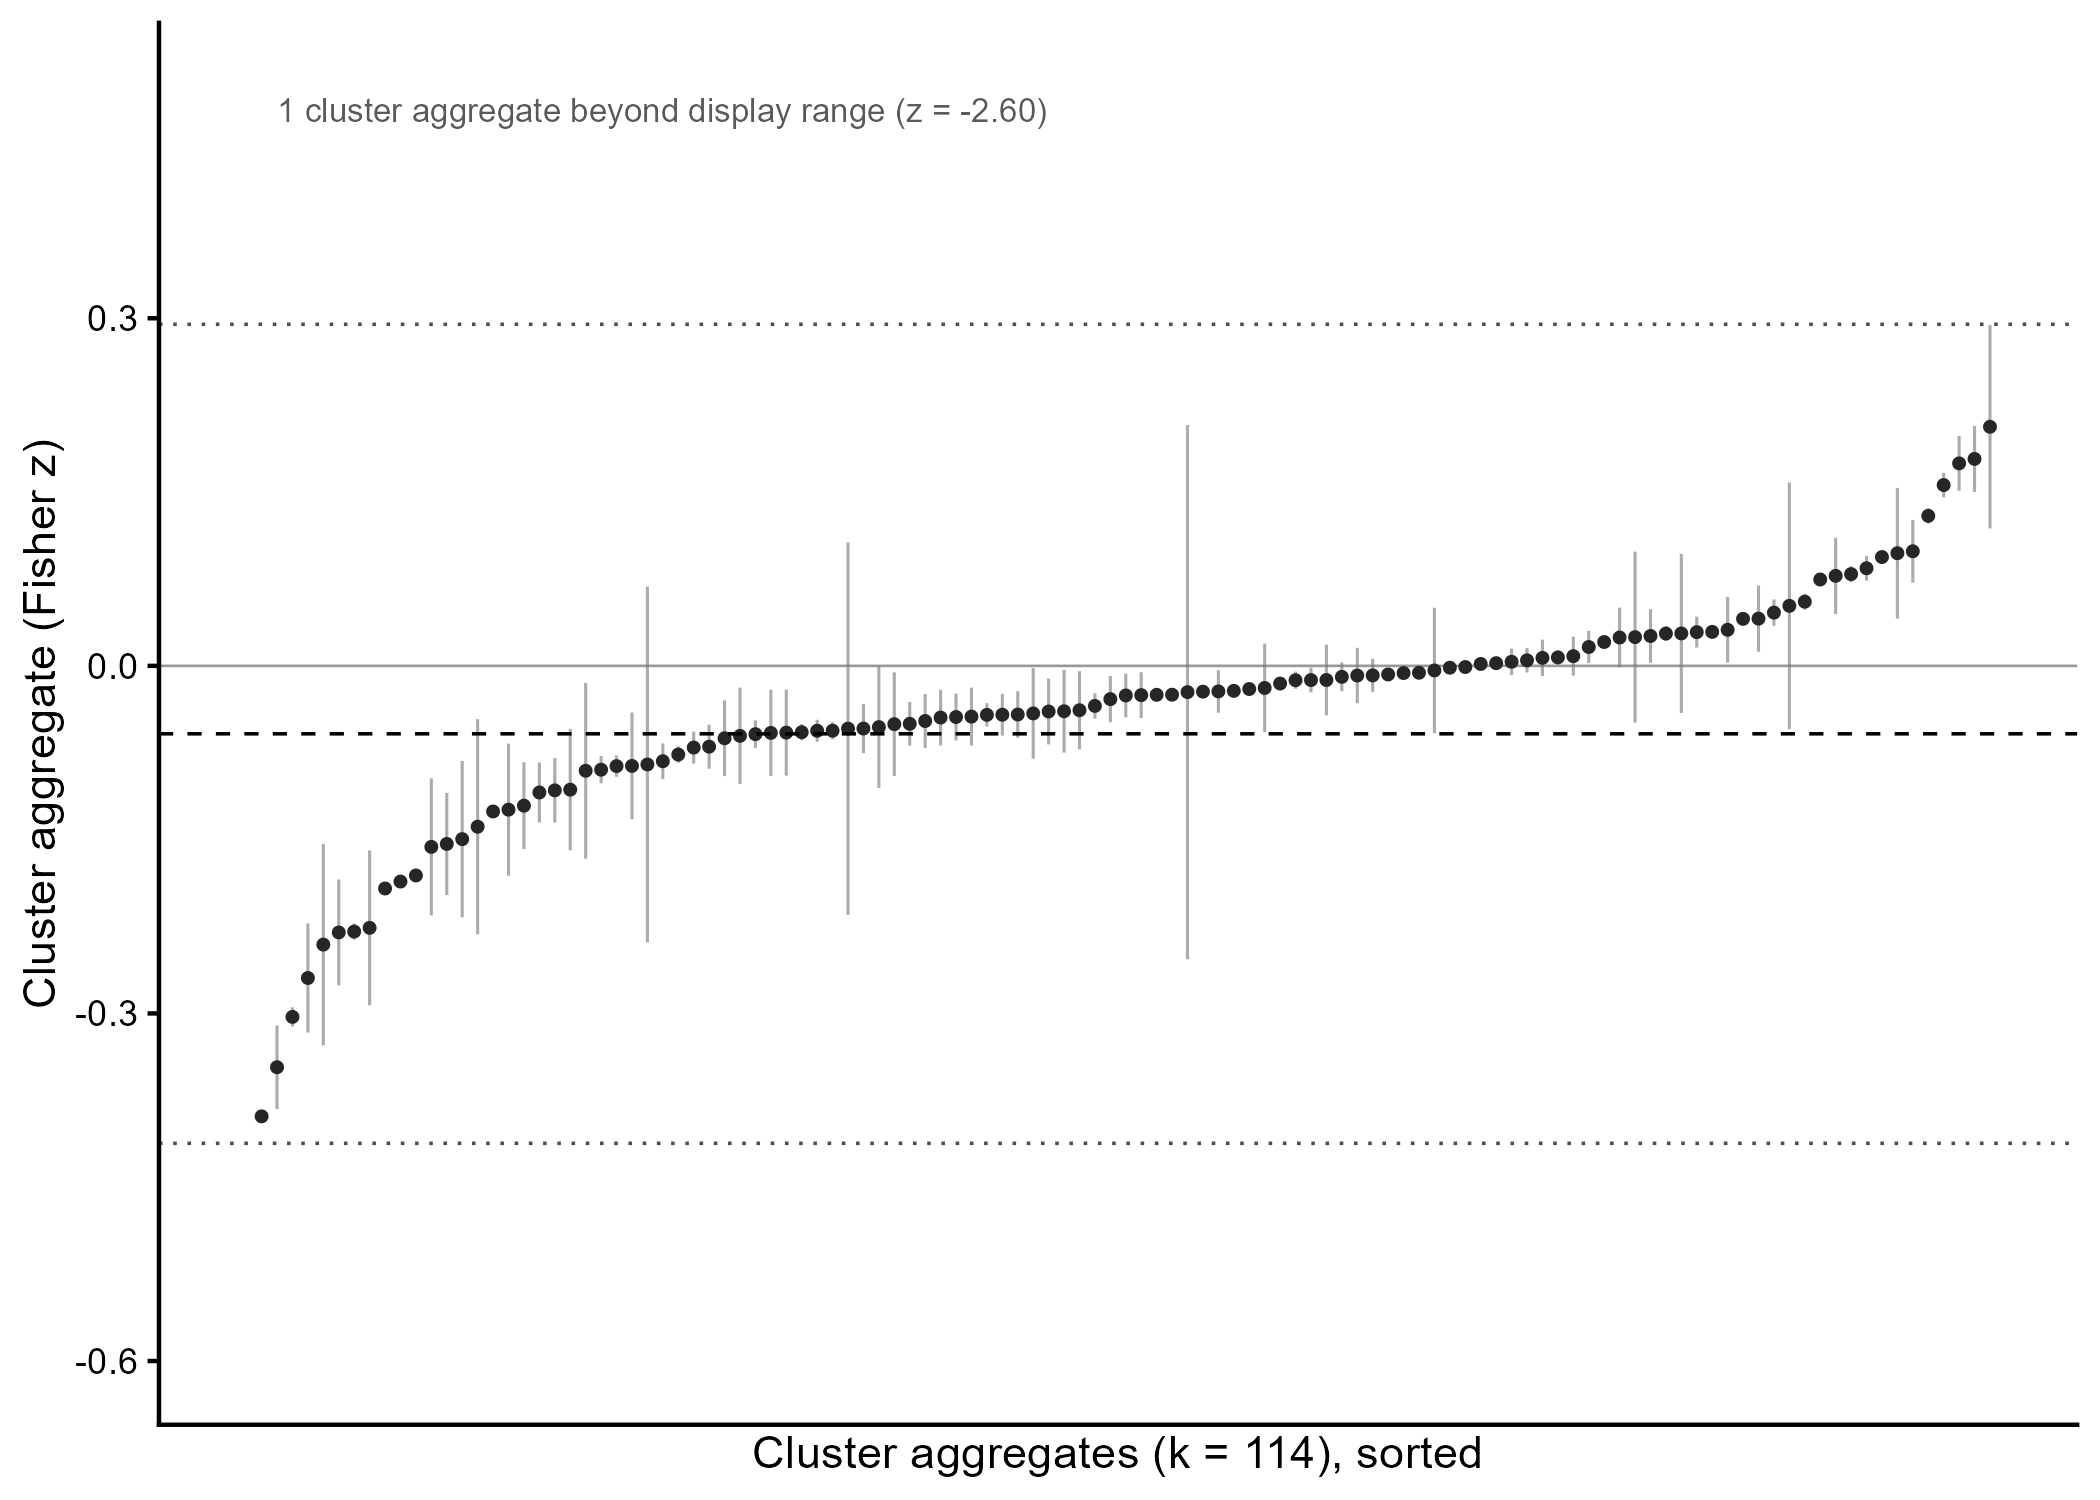 1 cluster aggregate beyond display range (z = -2.60)
0.3
0.0
-0.3
-0.6
Cluster aggregate (Fisher z)
Cluster aggregates (k = 114), sorted